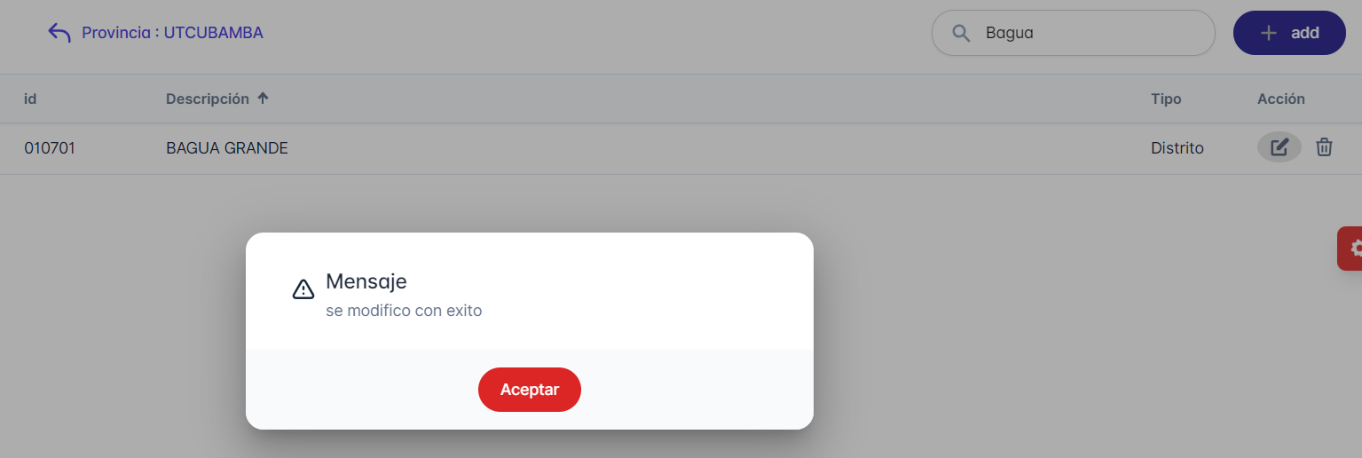 Provincia : UTCUBAMBA
Bagua
add
id Descripción Tipo Acción
010701 BAGUA GRANDE Distrito
Mensaje
se modifico con exito
Aceptar